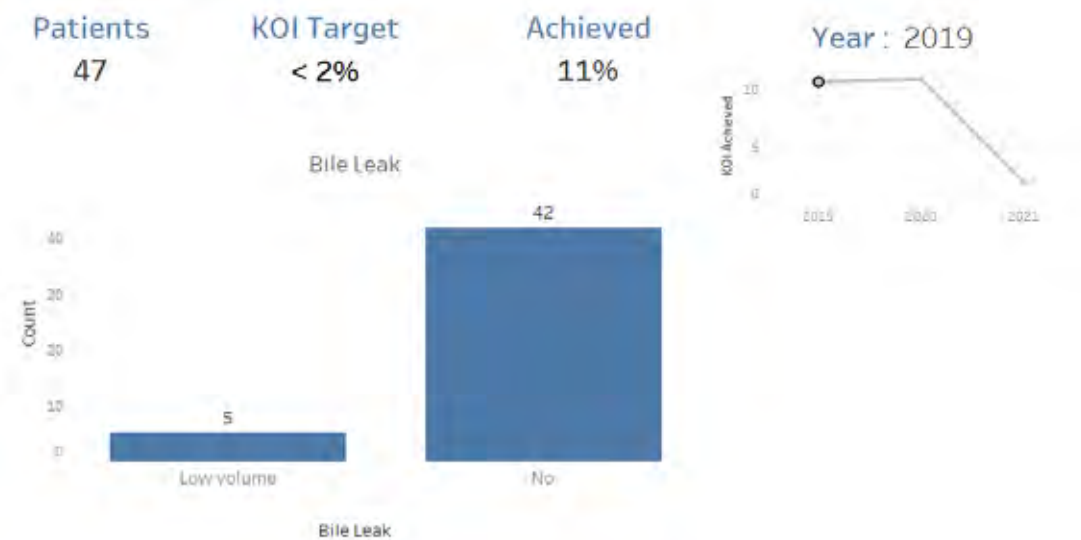 Patients KOI Target Achieved
47 < 2% 11%
Year : 2019
KOI Achieved
10
5
0
2019 2020 2021
Bile Leak
Count
40
30
20
10
0
5
42
Low volume No
Bile Leak